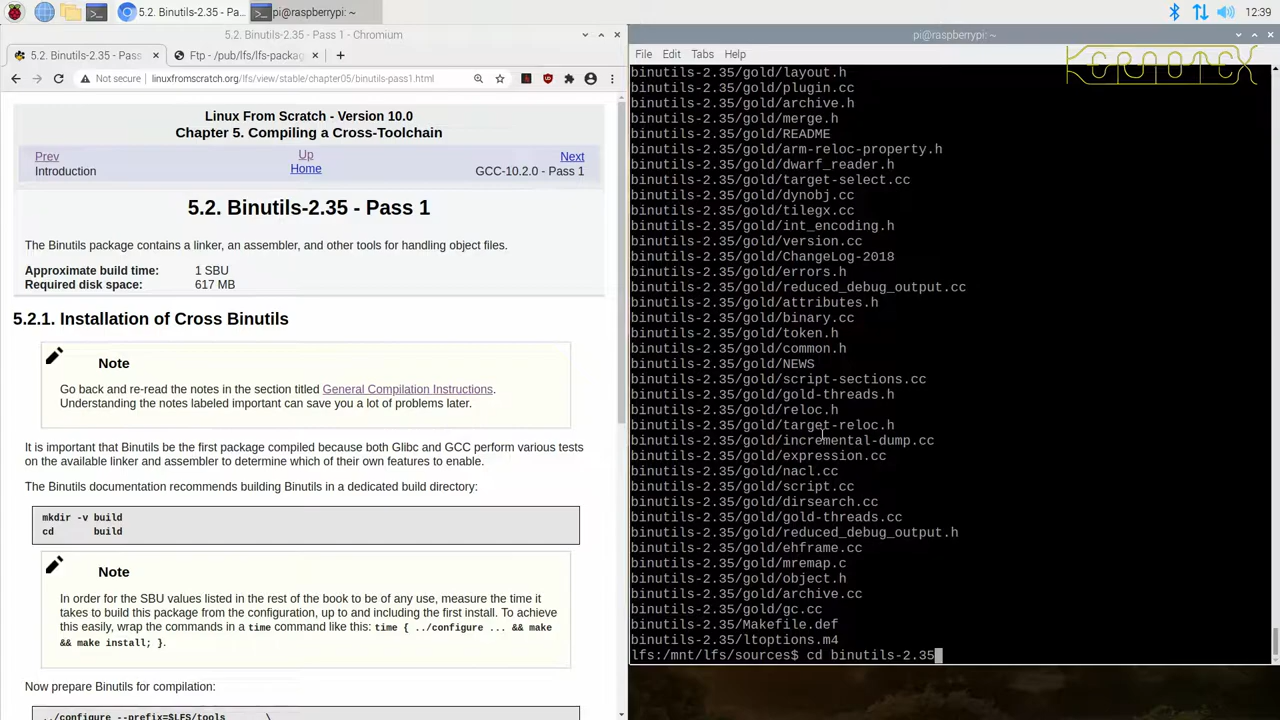 5.2. Binutils-2.35 - Pa...
pi@raspberrypi: ~
12:39
5.2. Binutils-2.35 - Pass 1 - Chromium
5.2. Binutils-2.35 - Pass
Ftp - /pub/lfs/lfs-packag
Not secure
linuxfromscratch.org/lfs/view/stable/chapter05/binutils-pass1.html
Linux From Scratch - Version 10.0
Chapter 5. Compiling a Cross-Toolchain
Prev
Up
Next
Introduction
Home
GCC-10.2.0 - Pass 1
5.2. Binutils-2.35 - Pass 1
The Binutils package contains a linker, an assembler, and other tools for handling object files.
Approximate build time: 1 SBU
Required disk space: 617 MB
5.2.1. Installation of Cross Binutils
Note
Go back and re-read the notes in the section titled General Compilation Instructions.
Understanding the notes labeled important can save you a lot of problems later.
It is important that Binutils be the first package compiled because both Glibc and GCC perform various tests
on the available linker and assembler to determine which of their own features to enable.
The Binutils documentation recommends building Binutils in a dedicated build directory:
mkdir -v build
cd       build
Note
In order for the SBU values listed in the rest of the book to be of any use, measure the time it
takes to build this package from the configuration, up to and including the first install. To achieve
this easily, wrap the commands in a time command like this: time { ../configure ... && make
&& make install; }.
Now prepare Binutils for compilation:
../configure --prefix=$LFS/tools       \
pi@raspberrypi: ~
File Edit Tabs Help
binutils-2.35/gold/layout.h
binutils-2.35/gold/plugin.cc
binutils-2.35/gold/archive.h
binutils-2.35/gold/merge.h
binutils-2.35/gold/README
binutils-2.35/gold/arm-reloc-property.h
binutils-2.35/gold/dwarf_reader.h
binutils-2.35/gold/target-select.cc
binutils-2.35/gold/dynobj.cc
binutils-2.35/gold/tilegx.cc
binutils-2.35/gold/int_encoding.h
binutils-2.35/gold/version.cc
binutils-2.35/gold/ChangeLog-2018
binutils-2.35/gold/errors.h
binutils-2.35/gold/reduced_debug_output.cc
binutils-2.35/gold/attributes.h
binutils-2.35/gold/binary.cc
binutils-2.35/gold/token.h
binutils-2.35/gold/common.h
binutils-2.35/gold/NEWS
binutils-2.35/gold/script-sections.cc
binutils-2.35/gold/gold-threads.h
binutils-2.35/gold/reloc.h
binutils-2.35/gold/target-reloc.h
binutils-2.35/gold/incremental-dump.cc
binutils-2.35/gold/expression.cc
binutils-2.35/gold/nacl.cc
binutils-2.35/gold/script.cc
binutils-2.35/gold/dirsearch.cc
binutils-2.35/gold/gold-threads.cc
binutils-2.35/gold/reduced_debug_output.h
binutils-2.35/gold/ehframe.cc
binutils-2.35/gold/mremap.c
binutils-2.35/gold/object.h
binutils-2.35/gold/archive.cc
binutils-2.35/gold/gc.cc
binutils-2.35/Makefile.def
binutils-2.35/ltoptions.m4
lfs:/mnt/lfs/sources$ cd binutils-2.35